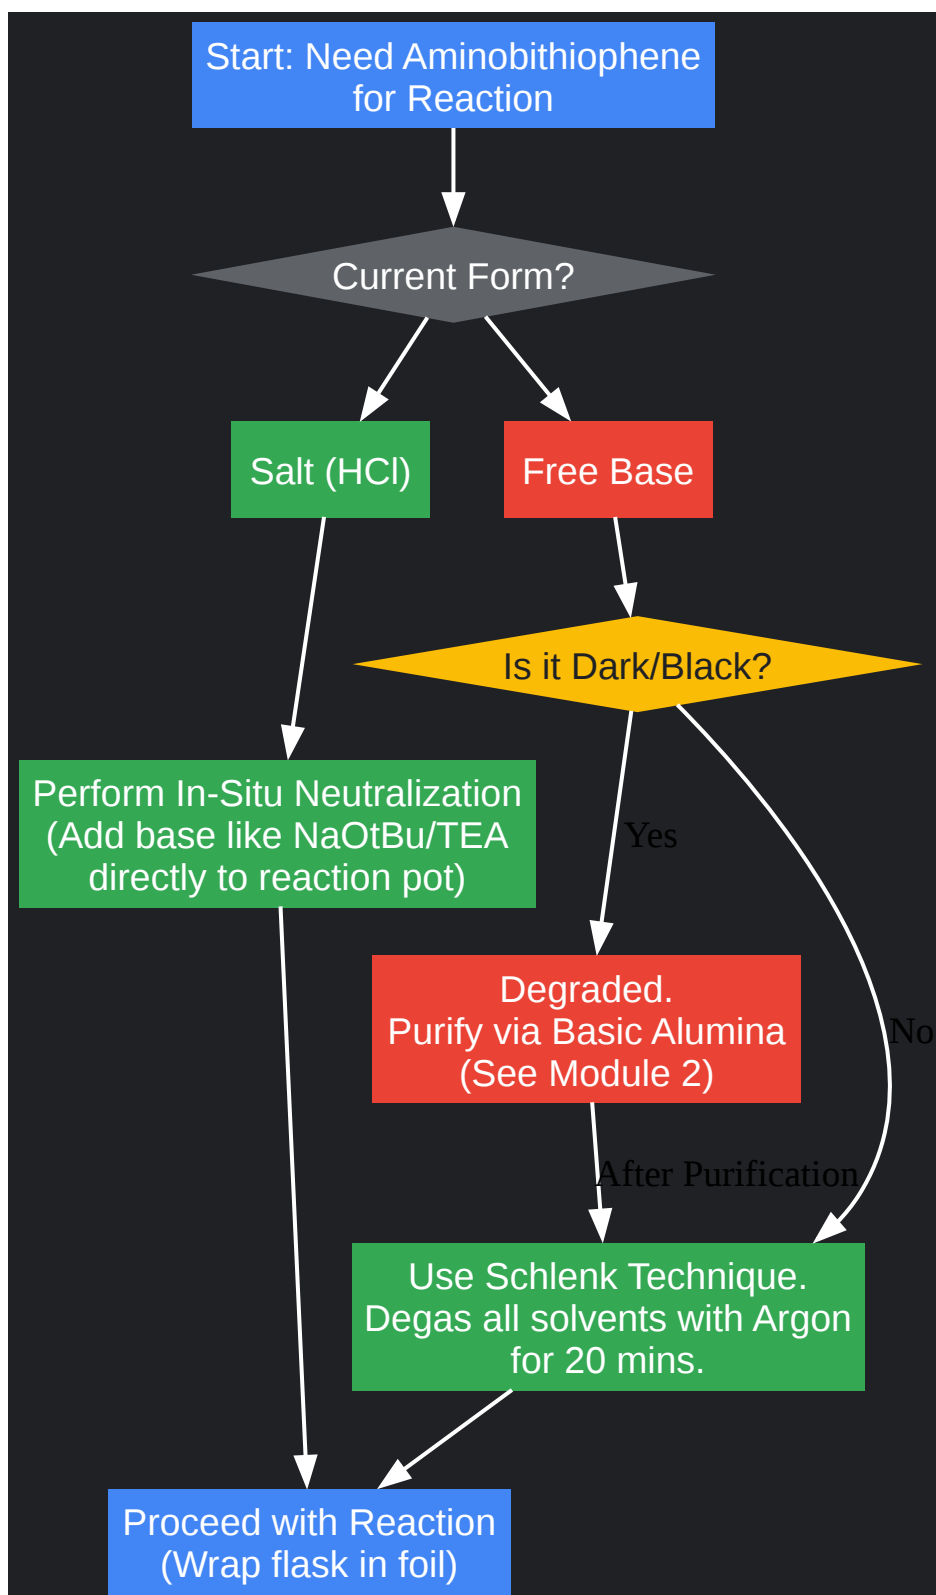 Start: Need Aminobithiophene
for Reaction
Current Form?
Salt (HCl)
Free Base
Is it Dark/Black?
Perform In-Situ Neutralization
(Add base like NaOtBu/TEA
directly to reaction pot)
Yes
Degraded.
Purify via Basic Alumina
(See Module 2)
No
After Purification
Use Schlenk Technique.
Degas all solvents with Argon
for 20 mins.
Proceed with Reaction
(Wrap flask in foil)